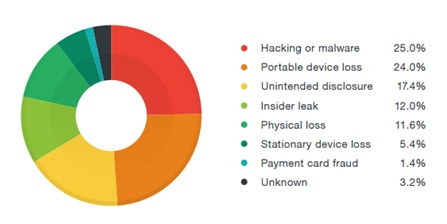 Hacking or malware 25.0%
Portable device loss 24.0%
Unintended disclosure 17.4%
Insider leak 12.0%
Physical loss 11.6%
Stationary device loss 5.4%
Payment card fraud 1.4%
Unknown 3.2%